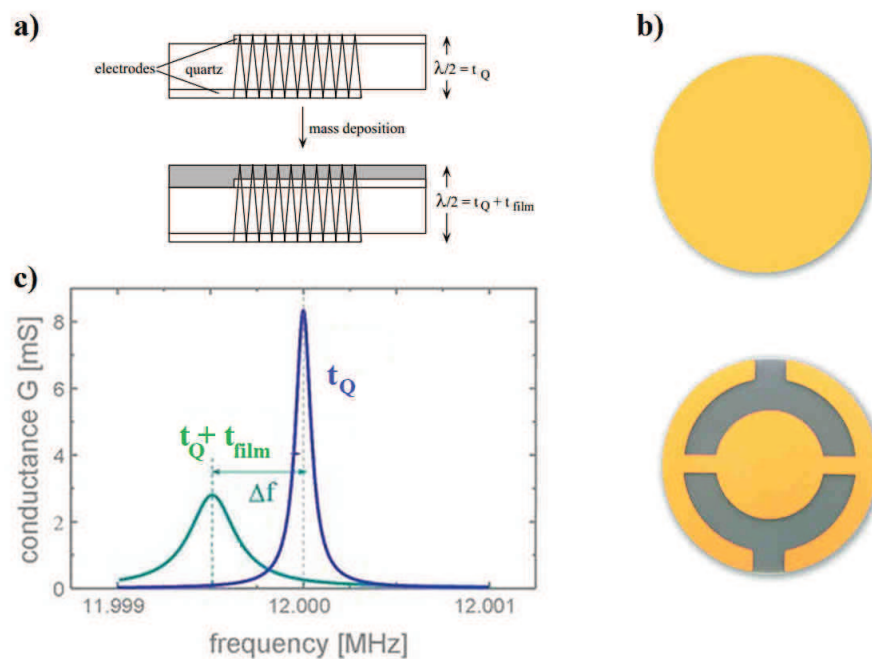 a)
electrodes
quartz
λ/2 = t_Q
mass deposition
λ/2 = t_Q + t_film
b)
c)
conductance G [mS]
8
6
4
2
0
t_Q
t_Q + t_film
Δf
11.999
12.000
12.001
frequency [MHz]